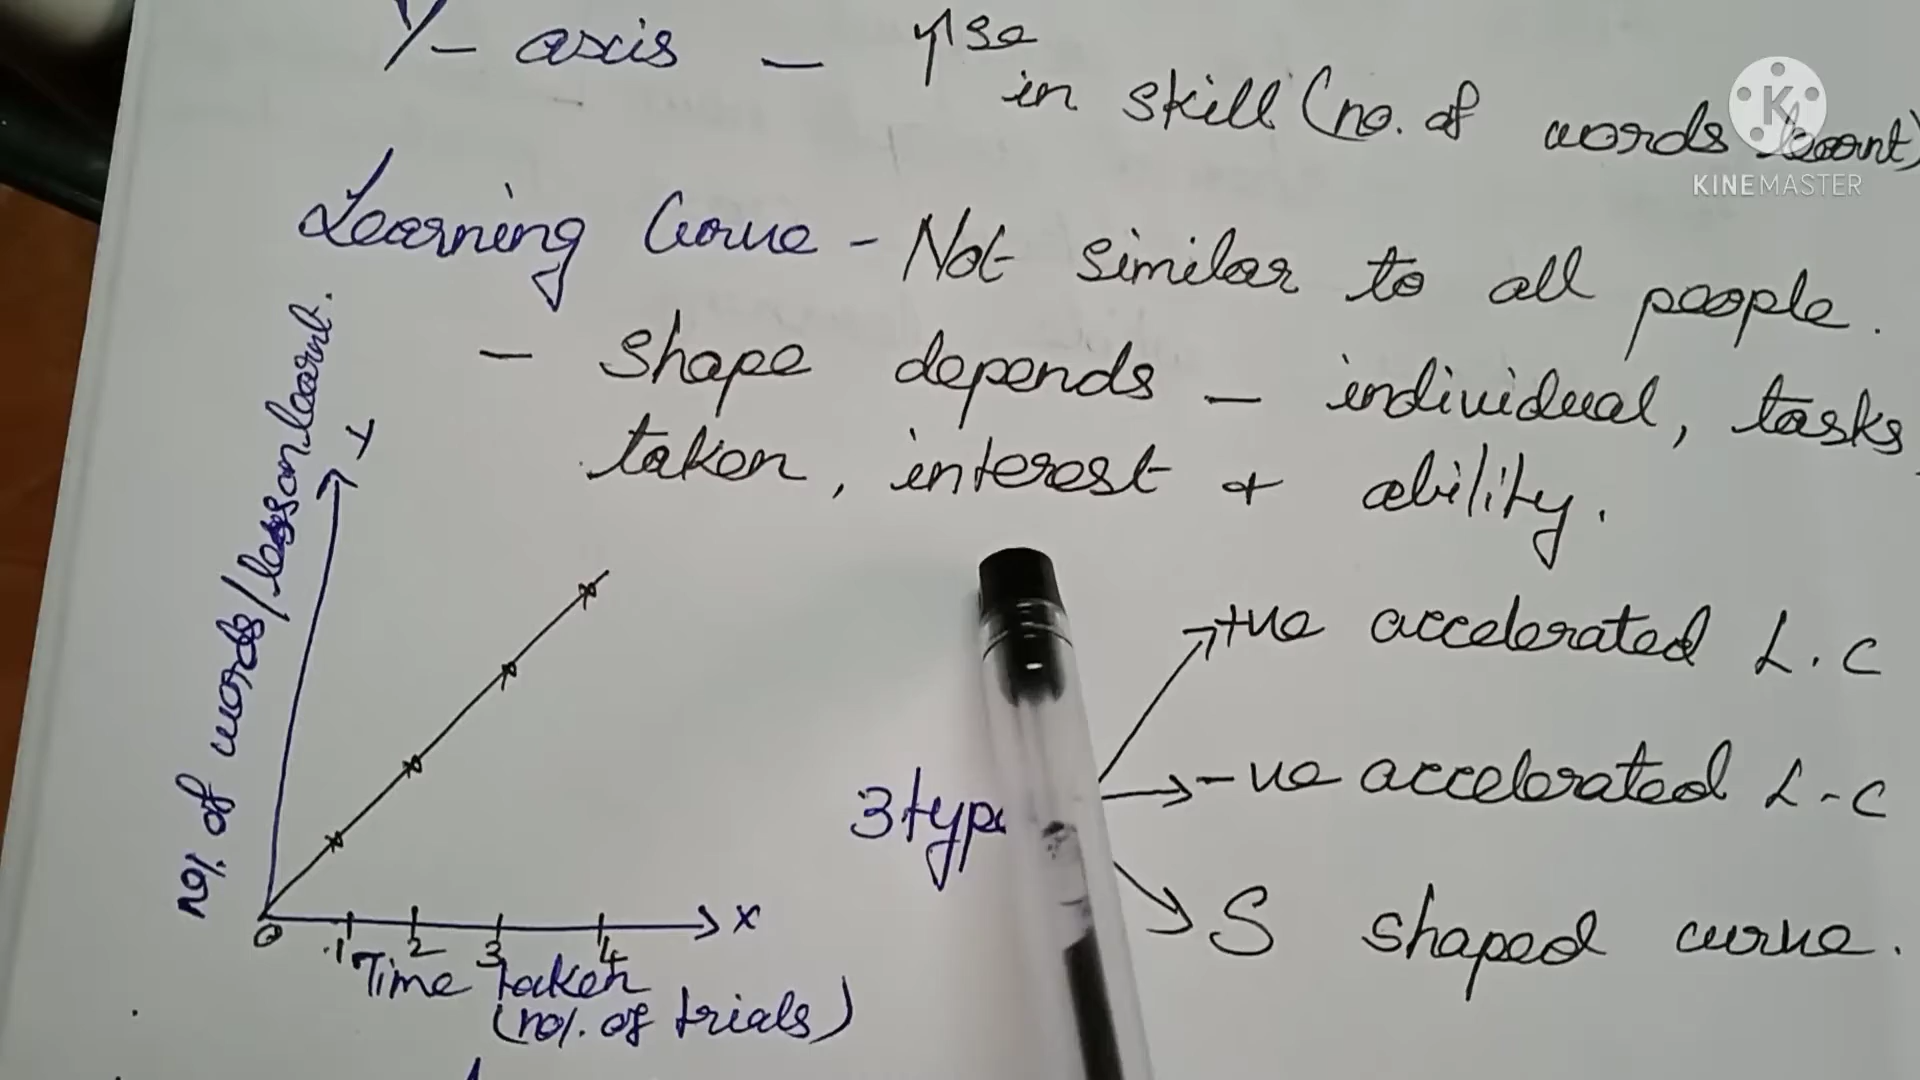 Y- axis - rise
in skill (no. of words learnt)
KINEMASTER
Learning Curve - Not similar to all people.
- Shape depends - individual, tasks
taken, interest + ability.
no/. of words/lesson learnt.
+ve accelerated L.C
3 type
-ve accelerated L-C
S shaped curve.
X
0 1 2 3 4
Time taken
(no/. of trials)